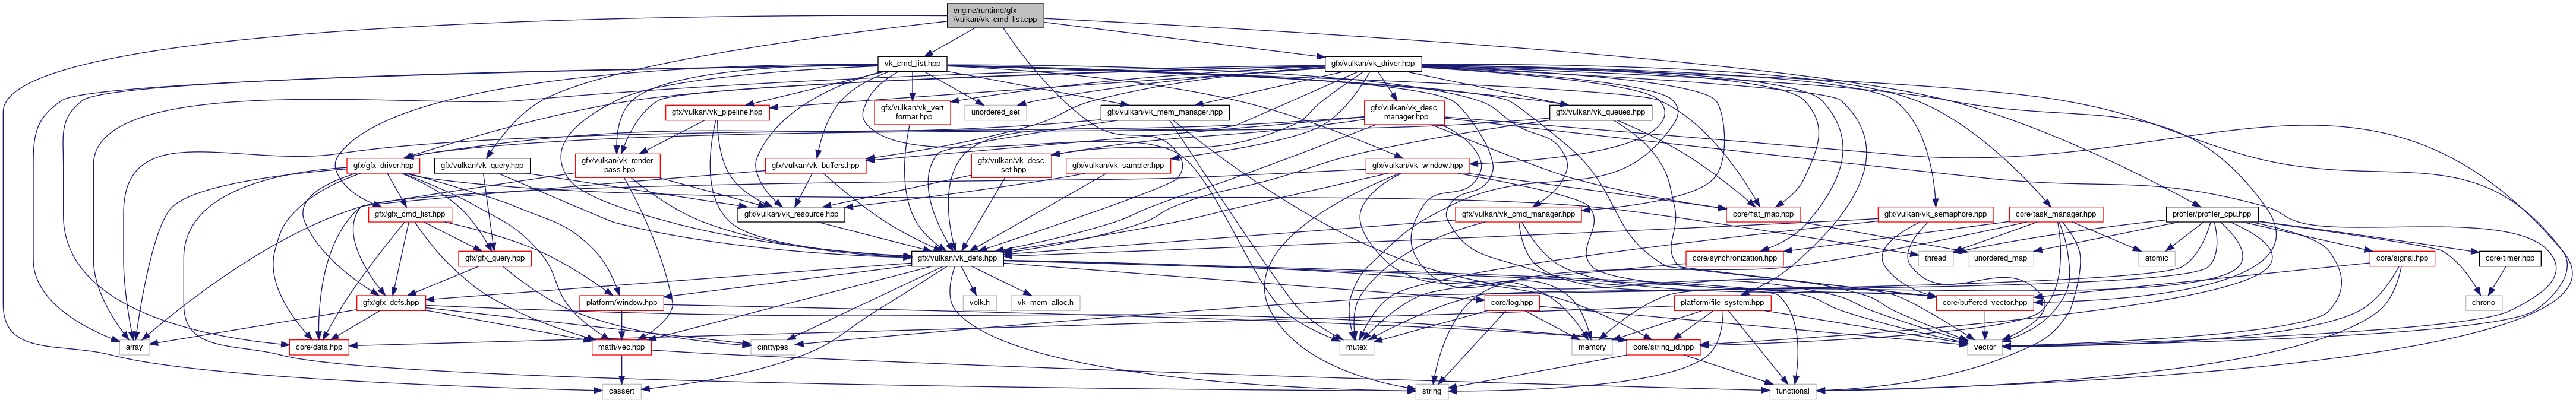 engine/runtime/gfx
/vulkan/vk_cmd_list.cpp
vk_cmd_list.hpp
gfx/vulkan/vk_driver.hpp
gfx/vulkan/vk_pipeline.hpp
gfx/vulkan/vk_vert
_format.hpp
unordered_set
gfx/vulkan/vk_mem_manager.hpp
gfx/vulkan/vk_desc
_manager.hpp
gfx/vulkan/vk_queues.hpp
gfx/gfx_driver.hpp
gfx/vulkan/vk_query.hpp
gfx/vulkan/vk_render
_pass.hpp
gfx/vulkan/vk_buffers.hpp
gfx/vulkan/vk_desc
_set.hpp
gfx/vulkan/vk_sampler.hpp
gfx/vulkan/vk_window.hpp
gfx/gfx_cmd_list.hpp
gfx/vulkan/vk_resource.hpp
gfx/vulkan/vk_cmd_manager.hpp
core/flat_map.hpp
gfx/vulkan/vk_semaphore.hpp
core/task_manager.hpp
profiler/profiler_cpu.hpp
gfx/gfx_query.hpp
gfx/vulkan/vk_defs.hpp
core/synchronization.hpp
thread
unordered_map
atomic
core/signal.hpp
core/timer.hpp
gfx/gfx_defs.hpp
platform/window.hpp
volk.h
vk_mem_alloc.h
core/log.hpp
platform/file_system.hpp
core/buffered_vector.hpp
chrono
array
core/data.hpp
math/vec.hpp
cinttypes
mutex
memory
core/string_id.hpp
vector
cassert
string
functional